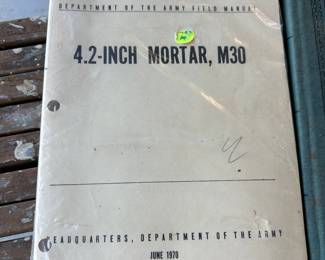 DEPARTMENT OF THE ARMY FIELD MANUAL
4.2-INCH MORTAR, M30
HEADQUARTERS, DEPARTMENT OF THE ARMY
JUNE 1970